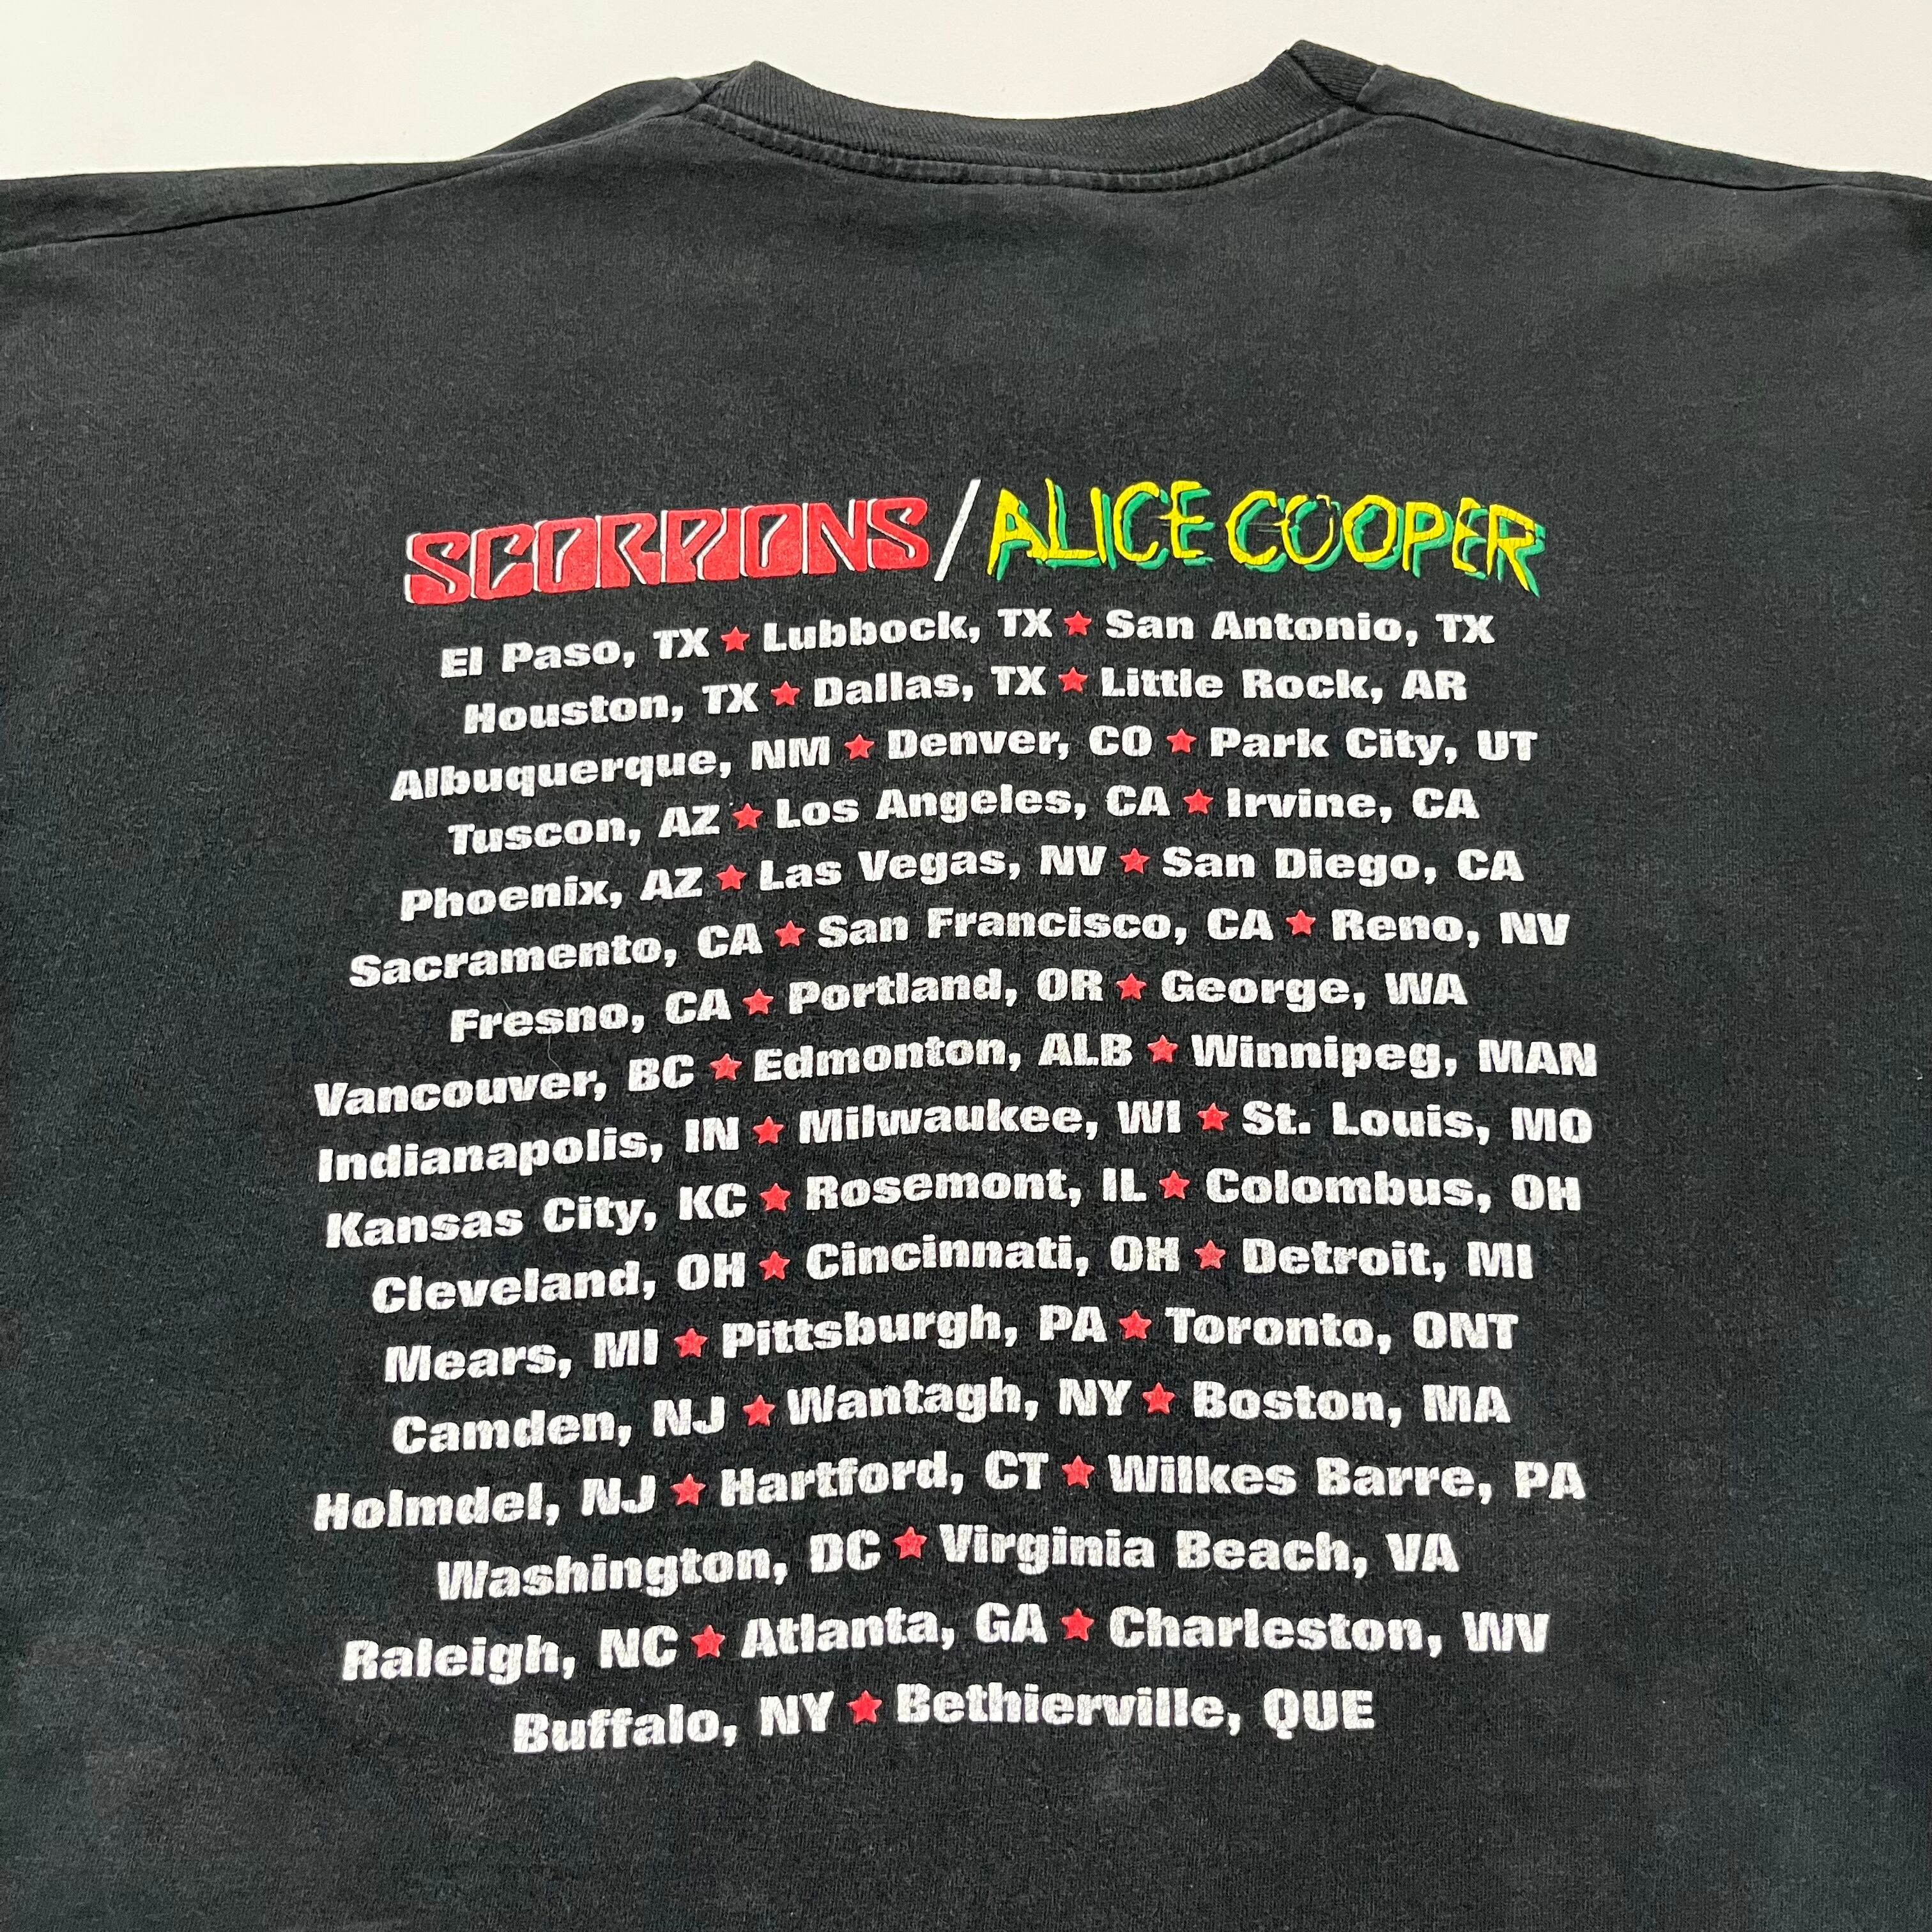 SCORPIONS / ALICE COOPER
El Paso, TX ★ Lubbock, TX ★ San Antonio, TX
Houston, TX ★ Dallas, TX ★ Little Rock, AR
Albuquerque, NM ★ Denver, CO ★ Park City, UT
Tuscon, AZ ★ Los Angeles, CA ★ Irvine, CA
Phoenix, AZ ★ Las Vegas, NV ★ San Diego, CA
Sacramento, CA ★ San Francisco, CA ★ Reno, NV
Fresno, CA ★ Portland, OR ★ George, WA
Vancouver, BC ★ Edmonton, ALB ★ Winnipeg, MAN
Indianapolis, IN ★ Milwaukee, WI ★ St. Louis, MO
Kansas City, KC ★ Rosemont, IL ★ Colombus, OH
Cleveland, OH ★ Cincinnati, OH ★ Detroit, MI
Mears, MI ★ Pittsburgh, PA ★ Toronto, ONT
Camden, NJ ★ Wantagh, NY ★ Boston, MA
Holmdel, NJ ★ Hartford, CT ★ Wilkes Barre, PA
Washington, DC ★ Virginia Beach, VA
Raleigh, NC ★ Atlanta, GA ★ Charleston, WV
Buffalo, NY ★ Bethierville, QUE